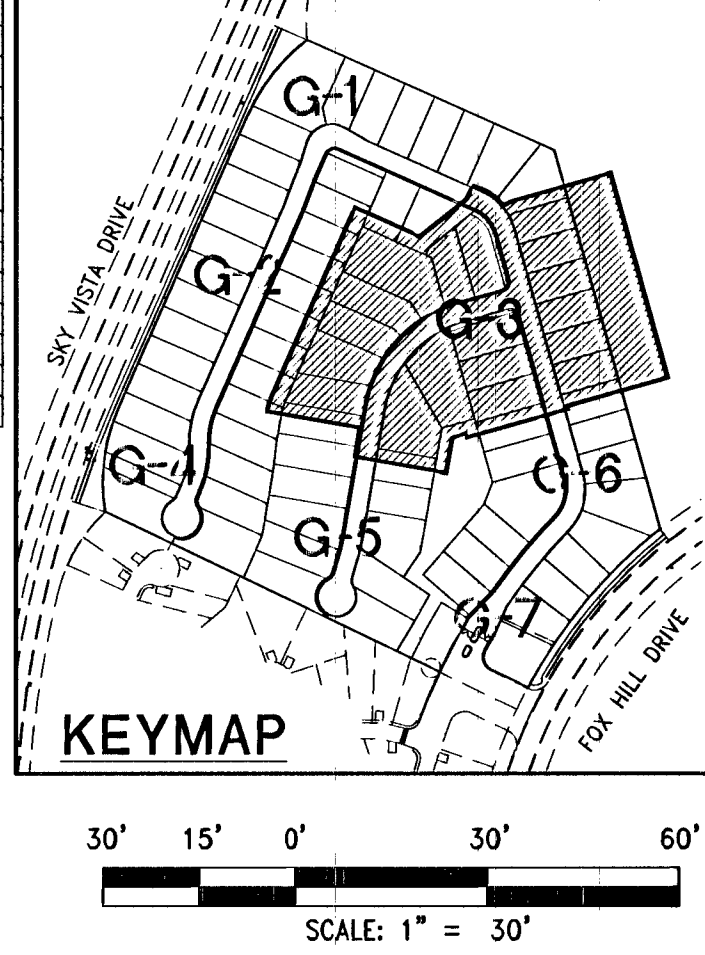 G-1
SKY VISTA DRIVE
G-2
G-3
G-4
G-6
G-5
G-7
FOX HILL DRIVE
KEYMAP
30' 15' 0' 30' 60'
SCALE: 1" = 30'